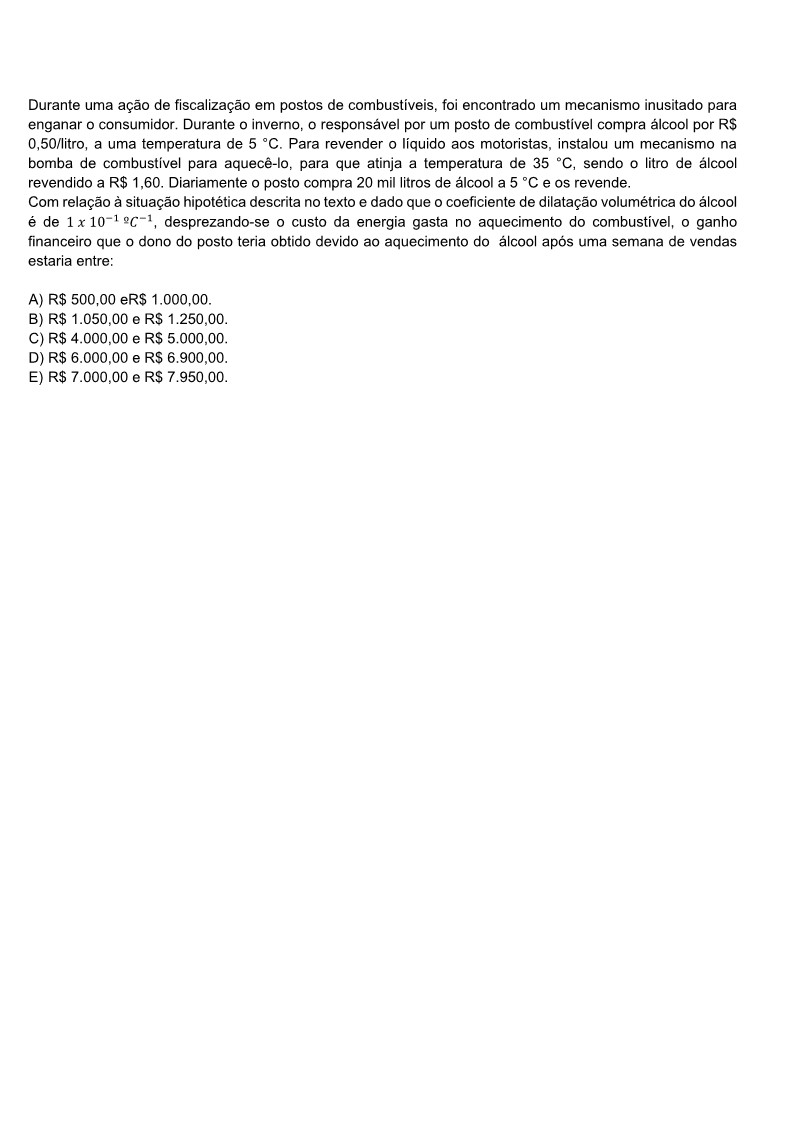 Durante uma ação de fiscalização em postos de combustíveis, foi encontrado um mecanismo inusitado para
enganar o consumidor. Durante o inverno, o responsável por um posto de combustível compra álcool por R$
0,50/litro, a uma temperatura de 5 °C. Para revender o líquido aos motoristas, instalou um mecanismo na
bomba de combustível para aquecê-lo, para que atinja a temperatura de 35 °C, sendo o litro de álcool
revendido a R$ 1,60. Diariamente o posto compra 20 mil litros de álcool a 5 °C e os revende.
Com relação à situação hipotética descrita no texto e dado que o coeficiente de dilatação volumétrica do álcool
é de 1 x 10⁻¹ ºC⁻¹, desprezando-se o custo da energia gasta no aquecimento do combustível, o ganho
financeiro que o dono do posto teria obtido devido ao aquecimento do álcool após uma semana de vendas
estaria entre:
A) R$ 500,00 eR$ 1.000,00.
B) R$ 1.050,00 e R$ 1.250,00.
C) R$ 4.000,00 e R$ 5.000,00.
D) R$ 6.000,00 e R$ 6.900,00.
E) R$ 7.000,00 e R$ 7.950,00.